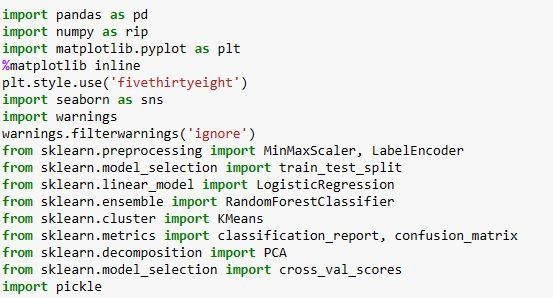 import pandas as pd
import numpy as rip
import matplotlib.pyplot as plt
%matplotlib inline
plt.style.use('fivethirtyeight')
import seaborn as sns
import warnings
warnings.filterwarnings('ignore')
from sklearn.preprocessing import MinMaxScaler, LabelEncoder
from sklearn.model_selection import train_test_split
from sklearn.linear_model import LogisticRegression
from sklearn.ensemble import RandomForestClassifier
from sklearn.cluster import KMeans
from sklearn.metrics import classification_report, confusion_matrix
from sklearn.decomposition import PCA
from sklearn.model_selection import cross_val_scores
import pickle